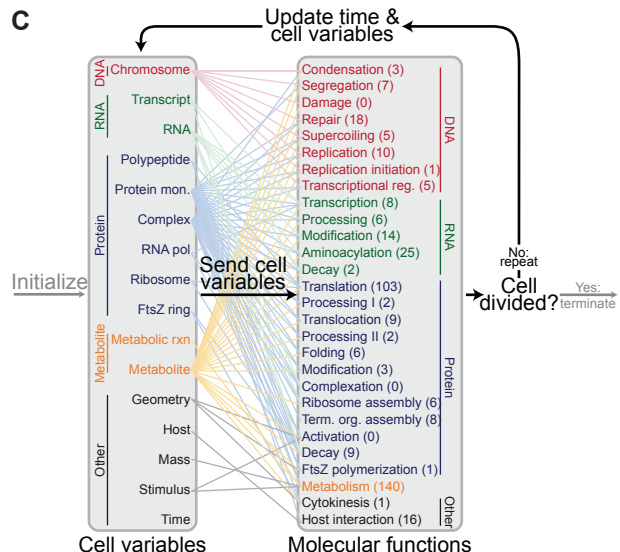 C
Update time &
cell variables
DNA
Chromosome
RNA
Transcript
RNA
Protein
Polypeptide
Protein mon.
Complex
RNA pol
Ribosome
FtsZ ring
Metabolite
Metabolic rxn
Metabolite
Other
Geometry
Host
Mass
Stimulus
Time
Cell variables
Initialize
Send cell
variables
Condensation (3)
Segregation (7)
Damage (0)
Repair (18)
Supercoiling (5)
Replication (10)
Replication initiation (1)
Transcriptional reg. (5)
DNA
Transcription (8)
Processing (6)
Modification (14)
Aminoacylation (25)
Decay (2)
RNA
Translation (103)
Processing I (2)
Translocation (9)
Processing II (2)
Folding (6)
Modification (3)
Complexation (0)
Ribosome assembly (6)
Term. org. assembly (8)
Activation (0)
Decay (9)
FtsZ polymerization (1)
Protein
Metabolism (140)
Cytokinesis (1)
Host interaction (16)
Other
Molecular functions
No:
repeat
Cell
divided?
Yes:
terminate